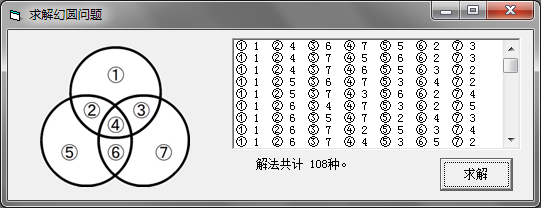 求解幻圆问题
①
② ③
④
⑤ ⑥ ⑦
① 1 ② 4 ③ 6 ④ 7 ⑤ 5 ⑥ 2 ⑦ 3
① 1 ② 4 ③ 7 ④ 5 ⑤ 6 ⑥ 2 ⑦ 3
① 1 ② 4 ③ 7 ④ 6 ⑤ 5 ⑥ 3 ⑦ 2
① 1 ② 5 ③ 6 ④ 7 ⑤ 3 ⑥ 4 ⑦ 2
① 1 ② 5 ③ 7 ④ 3 ⑤ 6 ⑥ 2 ⑦ 4
① 1 ② 6 ③ 4 ④ 7 ⑤ 3 ⑥ 2 ⑦ 5
① 1 ② 6 ③ 5 ④ 7 ⑤ 2 ⑥ 4 ⑦ 3
① 1 ② 6 ③ 7 ④ 2 ⑤ 5 ⑥ 3 ⑦ 4
① 1 ② 6 ③ 7 ④ 4 ⑤ 3 ⑥ 5 ⑦ 2
解法共计 108种。
求解